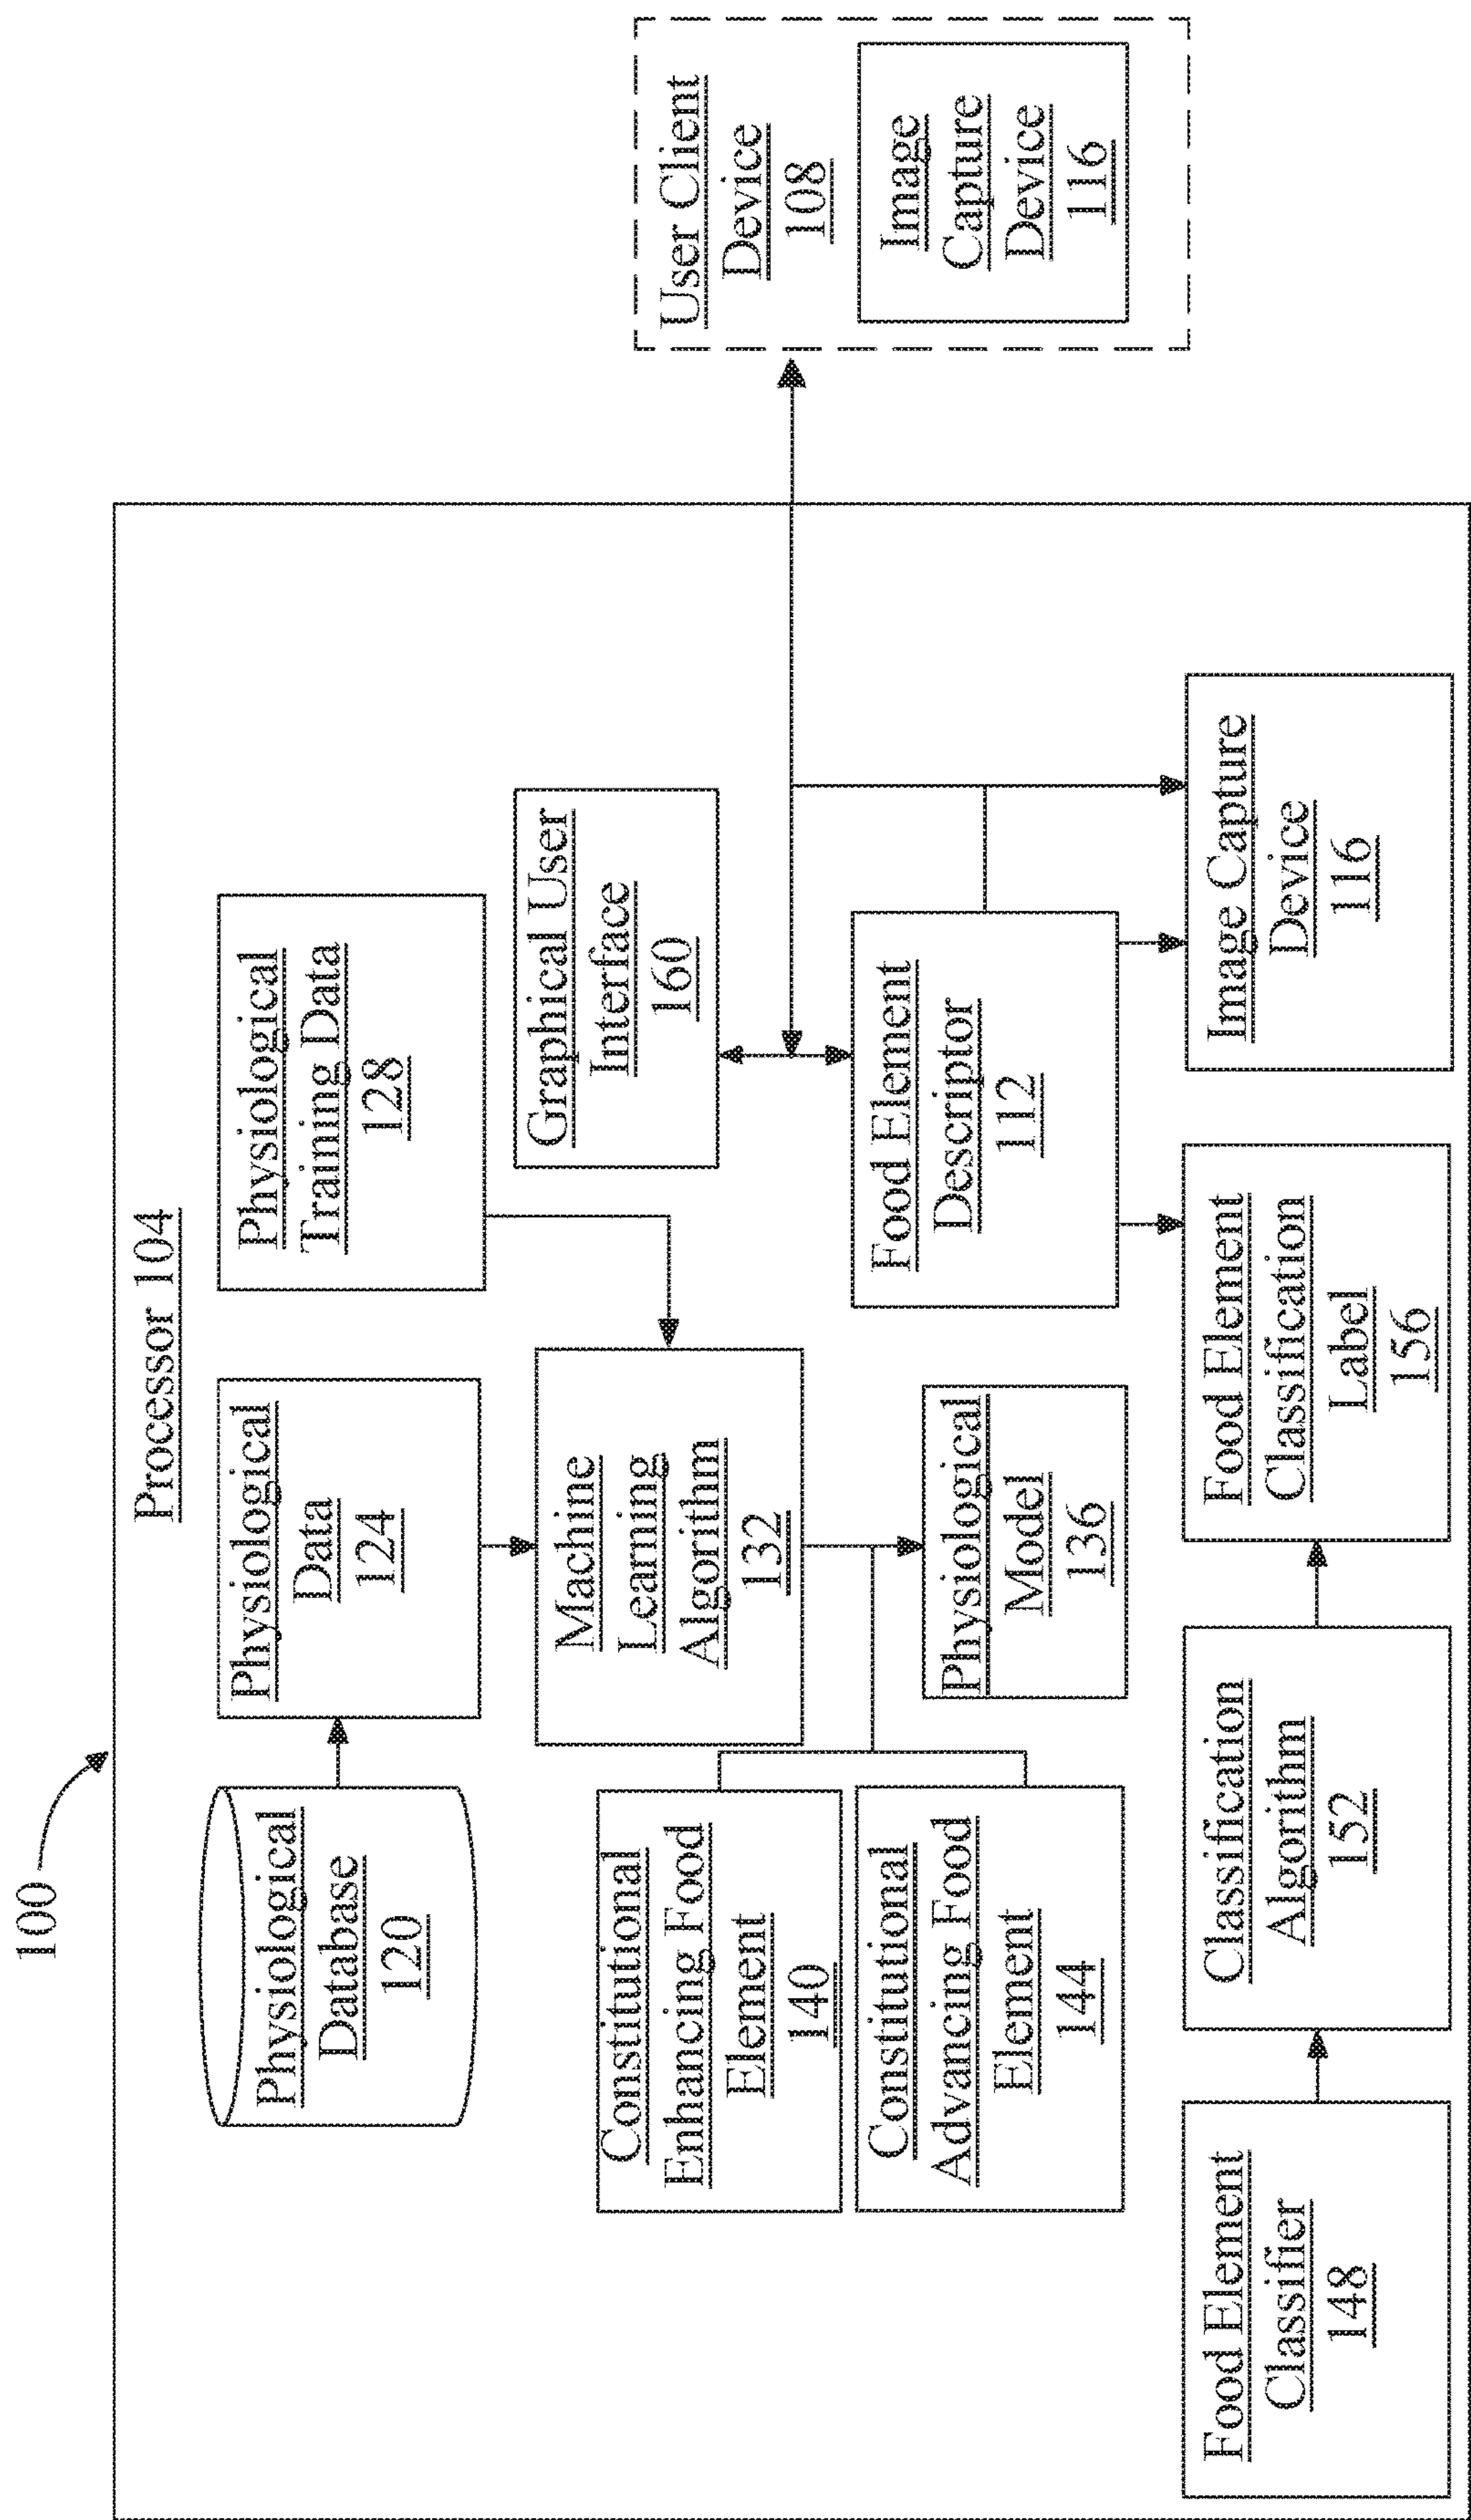 100
Processor 104
Physiological
Database
120
Physiological
Data
124
Physiological
Training Data
128
Constitutional
Enhancing Food
Element
140
Machine
Learning
Algorithm
132
Graphical User
Interface
160
User Client
Device
108
Image
Capture
Device
116
Constitutional
Advancing Food
Element
144
Physiological
Model
136
Food Element
Descriptor
112
Food Element
Classifier
148
Classification
Algorithm
152
Food Element
Classification
Label
156
Image Capture
Device
116